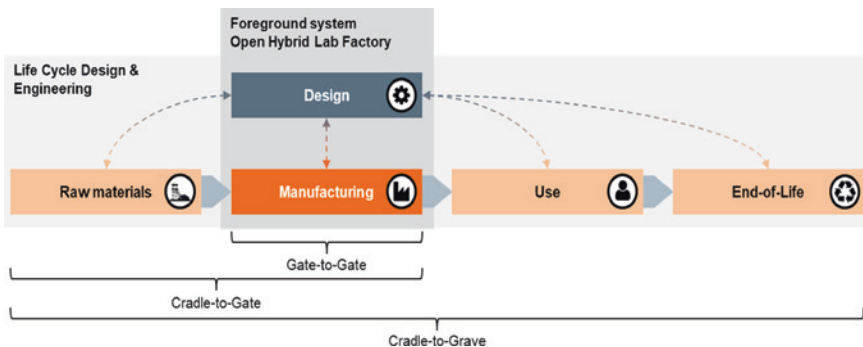 Foreground system
Open Hybrid Lab Factory
Life Cycle Design &
Engineering
Design
Raw materials
Manufacturing
Use
End-of-Life
Gate-to-Gate
Cradle-to-Gate
Cradle-to-Grave